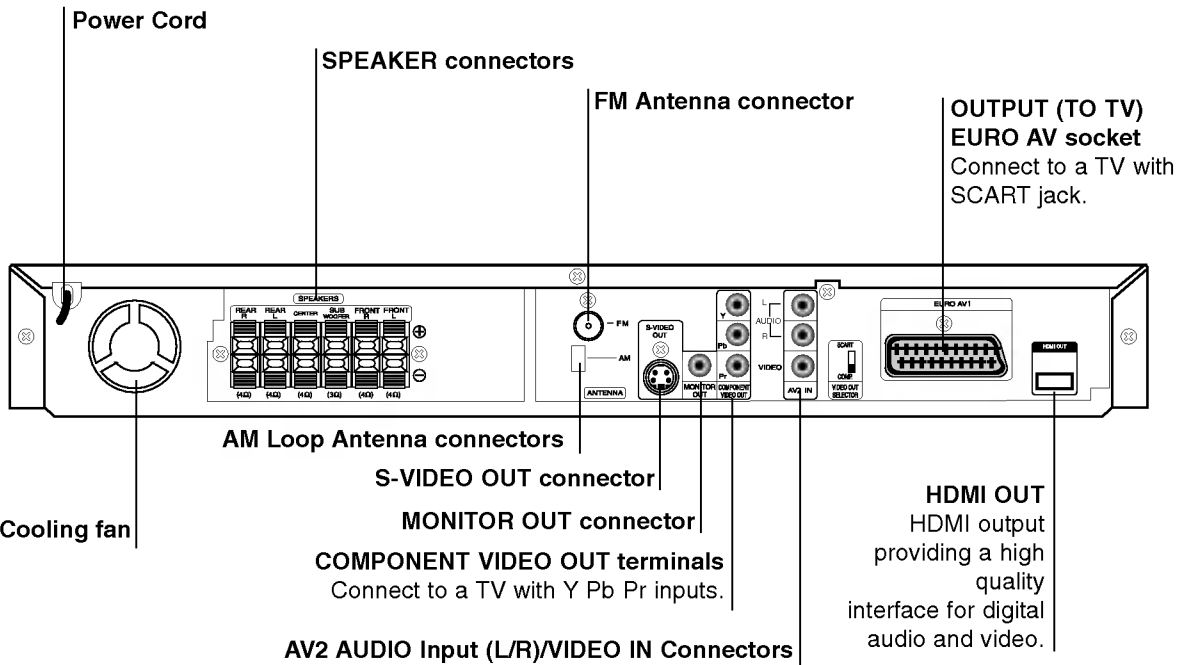 Power Cord
SPEAKER connectors
FM Antenna connector
OUTPUT (TO TV)
EURO AV socket
Connect to a TV with
SCART jack.
SPEAKERS
REAR R
REAR L
CENTER
SUB WOOFER
FRONT R
FRONT L
(4Ω) (4Ω) (4Ω) (3Ω) (4Ω) (4Ω)
FM
AM
ANTENNA
S-VIDEO OUT
MONITOR OUT
Y
Pb
Pr
COMPONENT VIDEO OUT
L
AUDIO
R
VIDEO
AV2 IN
SCART
COMP.
VIDEO OUT SELECTOR
EURO AV1
HDMI OUT
AM Loop Antenna connectors
S-VIDEO OUT connector
MONITOR OUT connector
Cooling fan
COMPONENT VIDEO OUT terminals
Connect to a TV with Y Pb Pr inputs.
AV2 AUDIO Input (L/R)/VIDEO IN Connectors
HDMI OUT
HDMI output
providing a high
quality
interface for digital
audio and video.